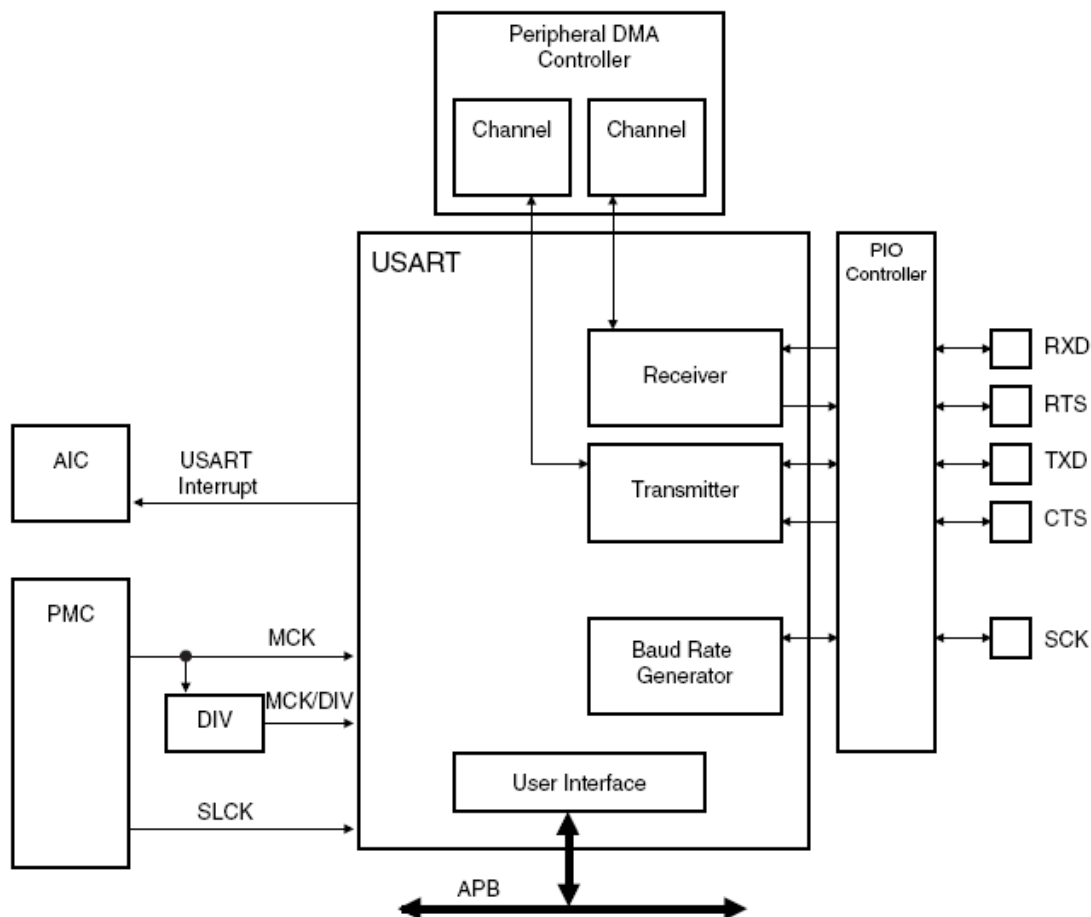 Peripheral DMA
Controller
Channel
Channel
USART
PIO
Controller
RXD
Receiver
RTS
AIC
USART
Interrupt
TXD
Transmitter
CTS
PMC
MCK
Baud Rate
Generator
SCK
DIV
MCK/DIV
User Interface
SLCK
APB